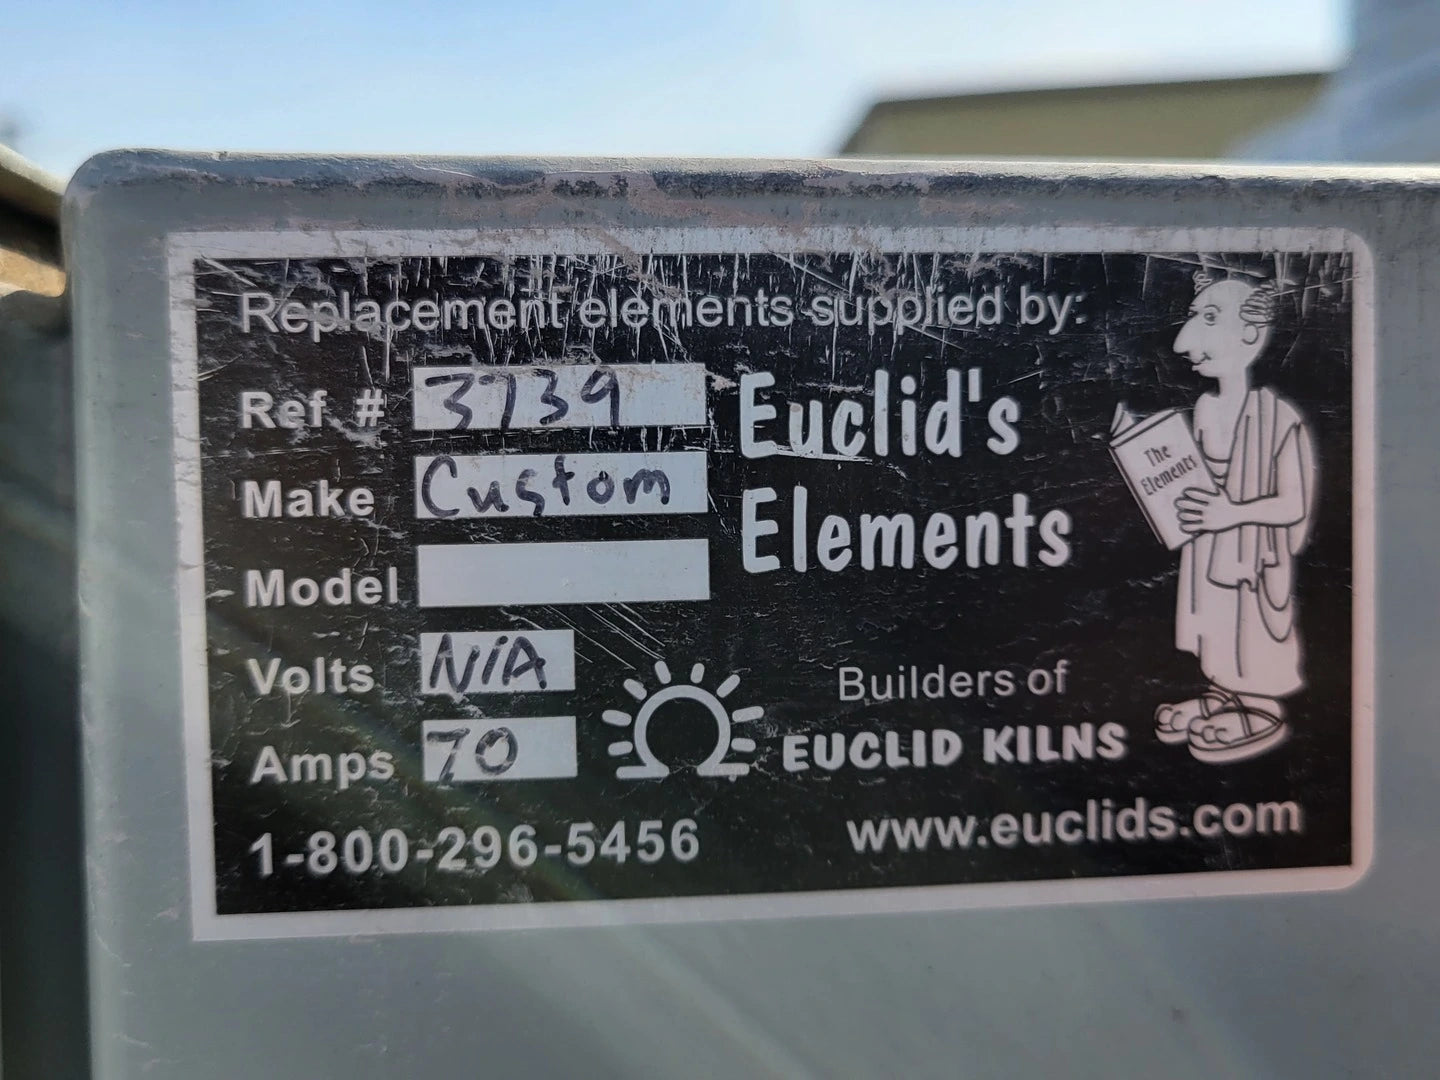 Replacement elements supplied by:
Ref. # 3739
Make Custom
Model
Volts N/A
Amps 70
1-800-296-5456
Euclid's
Elements
Builders of
EUCLID KILNS
www.euclids.com
The
Elements